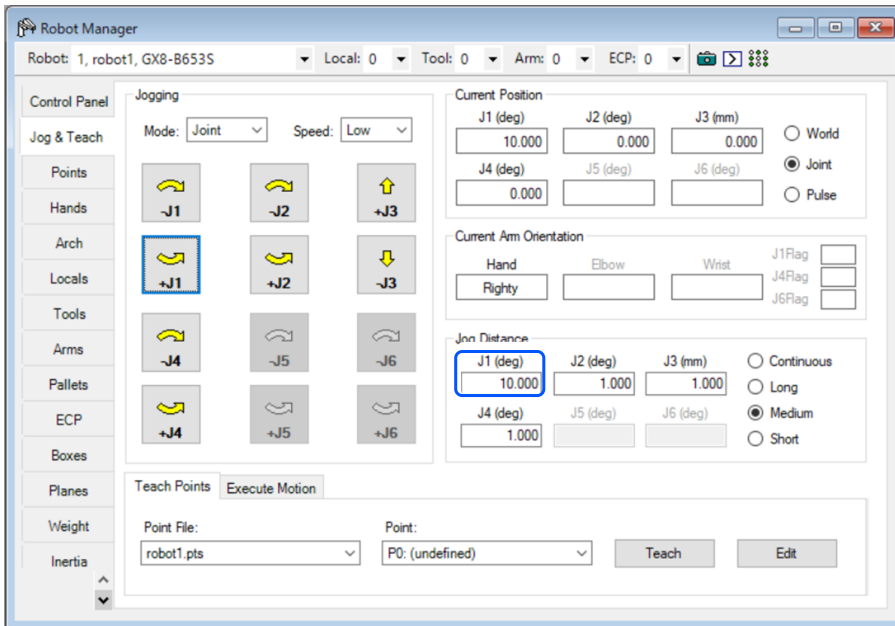 Robot Manager
Robot: 1, robot1, GX8-B653S Local: 0 Tool: 0 Arm: 0 ECP: 0
Control Panel
Jog & Teach
Points
Hands
Arch
Locals
Tools
Arms
Pallets
ECP
Boxes
Planes
Weight
Inertia
Jogging
Mode: Joint Speed: Low
-J1 -J2 +J3
+J1 +J2 -J3
-J4 -J5 -J6
+J4 +J5 +J6
Current Position
J1 (deg) J2 (deg) J3 (mm)
10.000 0.000 0.000
J4 (deg) J5 (deg) J6 (deg)
0.000
World
Joint
Pulse
Current Arm Orientation
Hand Elbow Wrist
Righty
J1Flag
J4Flag
J6Flag
Jog Distance
J1 (deg) J2 (deg) J3 (mm)
10.000 1.000 1.000
J4 (deg) J5 (deg) J6 (deg)
1.000
Continuous
Long
Medium
Short
Teach Points Execute Motion
Point File: Point:
robot1.pts P0: (undefined) Teach Edit